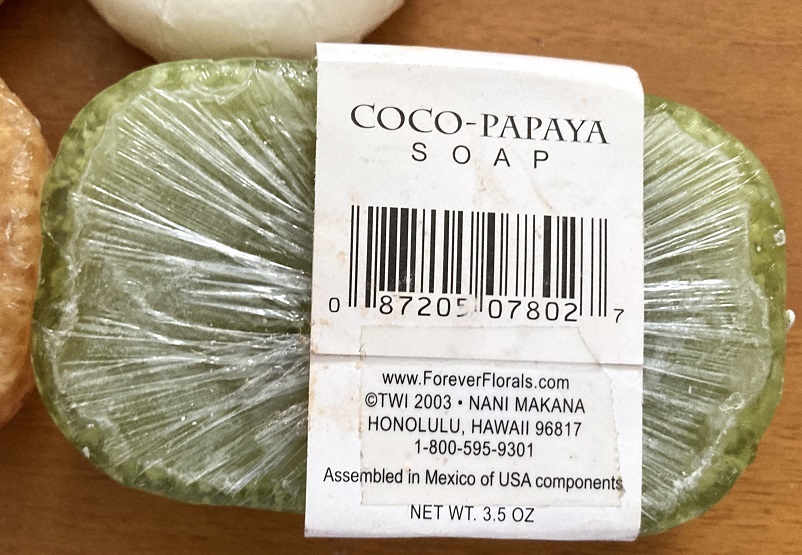 COCO-PAPAYA
SOAP
0 87205 07802 7
www.ForeverFlorals.com
©TWI 2003 • NANI MAKANA
HONOLULU, HAWAII 96817
1-800-595-9301
Assembled in Mexico of USA components
NET WT. 3.5 OZ